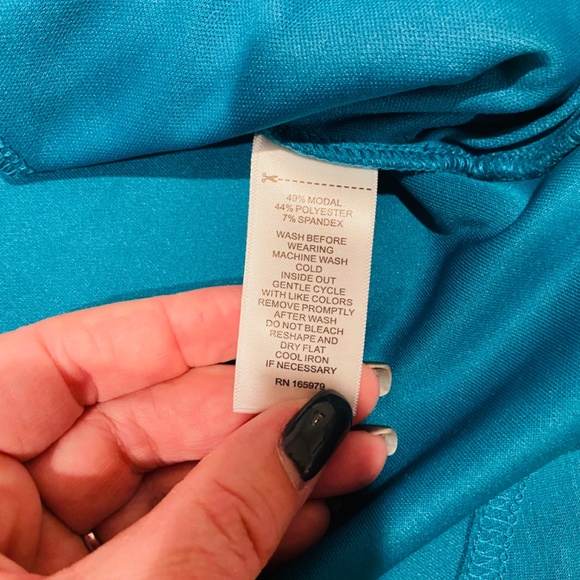 49% MODAL
44% POLYESTER
7% SPANDEX
WASH BEFORE
WEARING
MACHINE WASH
COLD
INSIDE OUT
GENTLE CYCLE
WITH LIKE COLORS
REMOVE PROMPTLY
AFTER WASH
DO NOT BLEACH
RESHAPE AND
DRY FLAT
COOL IRON
IF NECESSARY
RN 165979